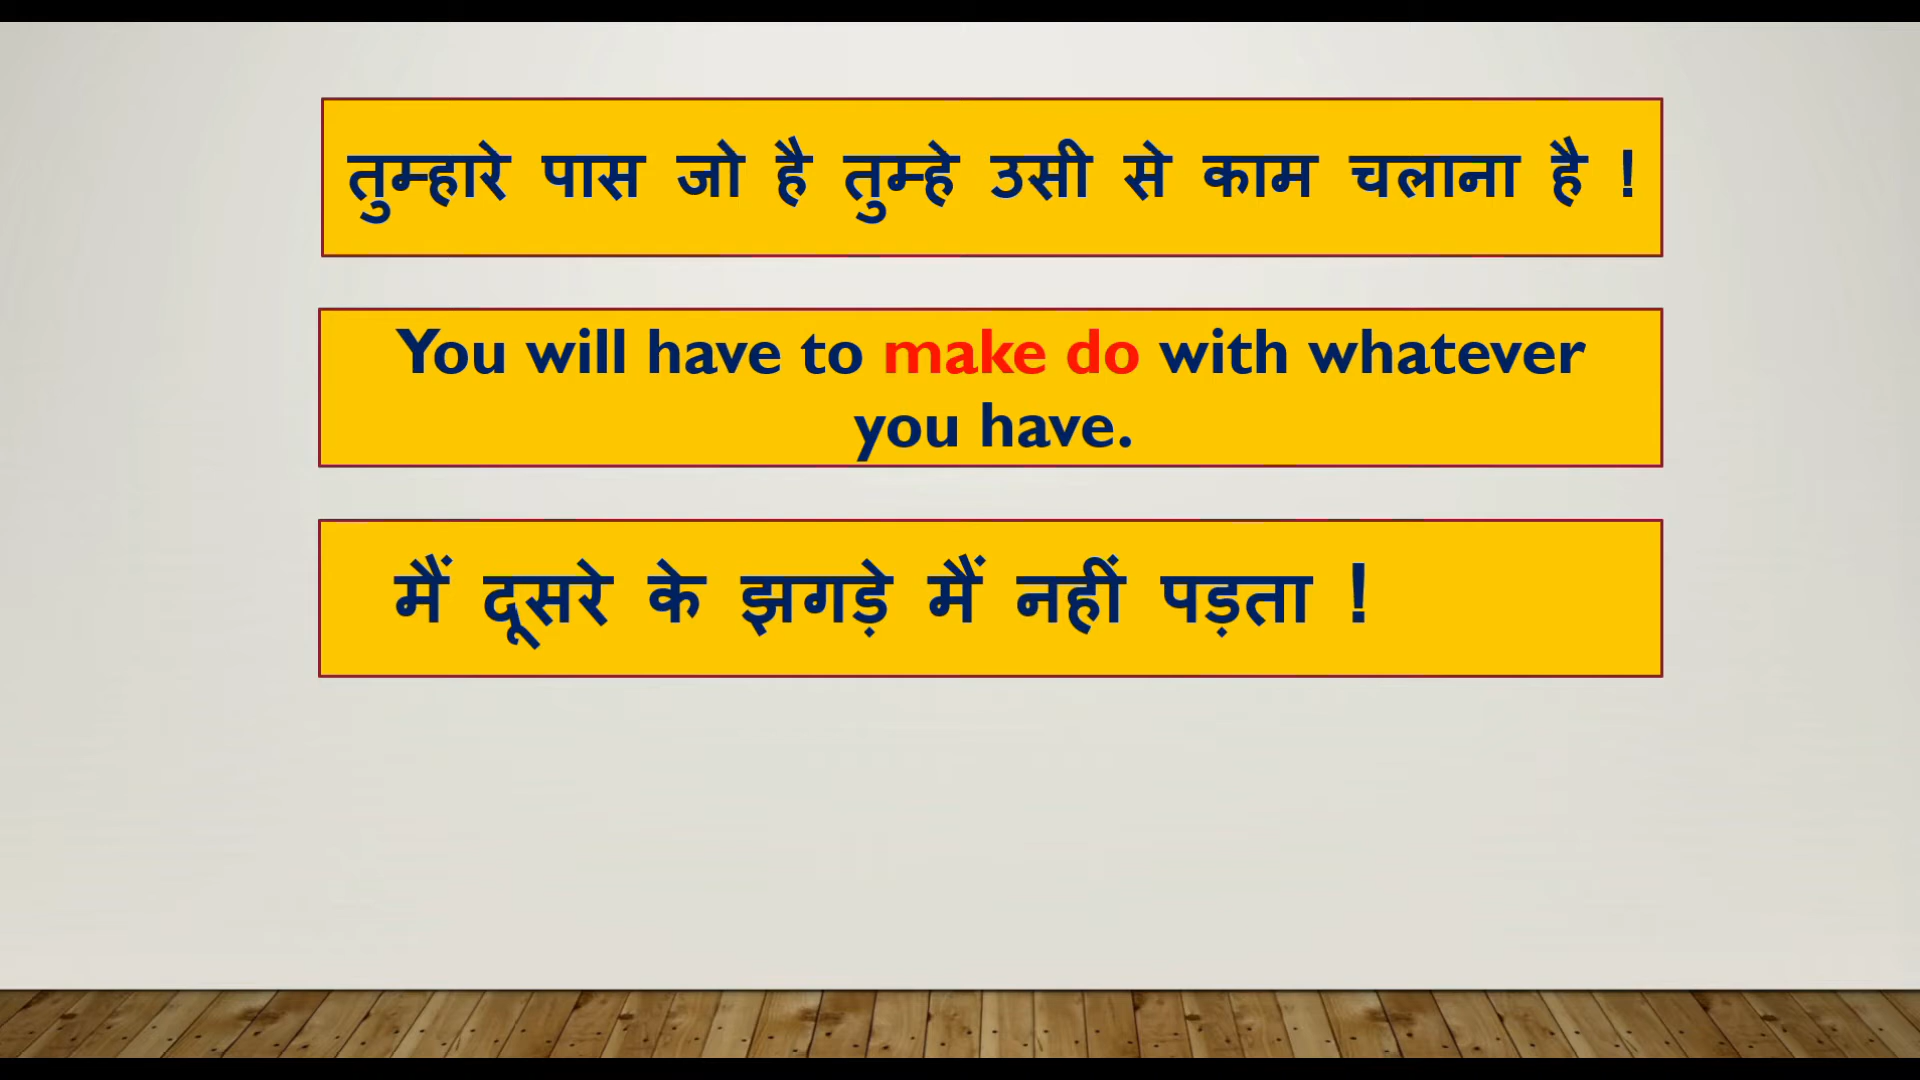 तुम्हारे पास जो है तुम्हे उसी से काम चलाना है !
You will have to make do with whatever
you have.
मैं दूसरे के झगड़े मैं नहीं पड़ता !